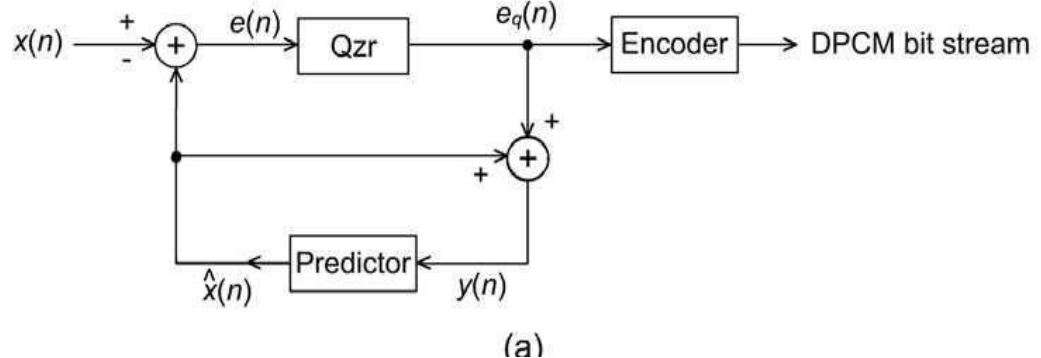 x(n) + - + e(n) Qzr e_q(n) Encoder DPCM bit stream
+ + +
x̂(n) Predictor y(n)
(a)